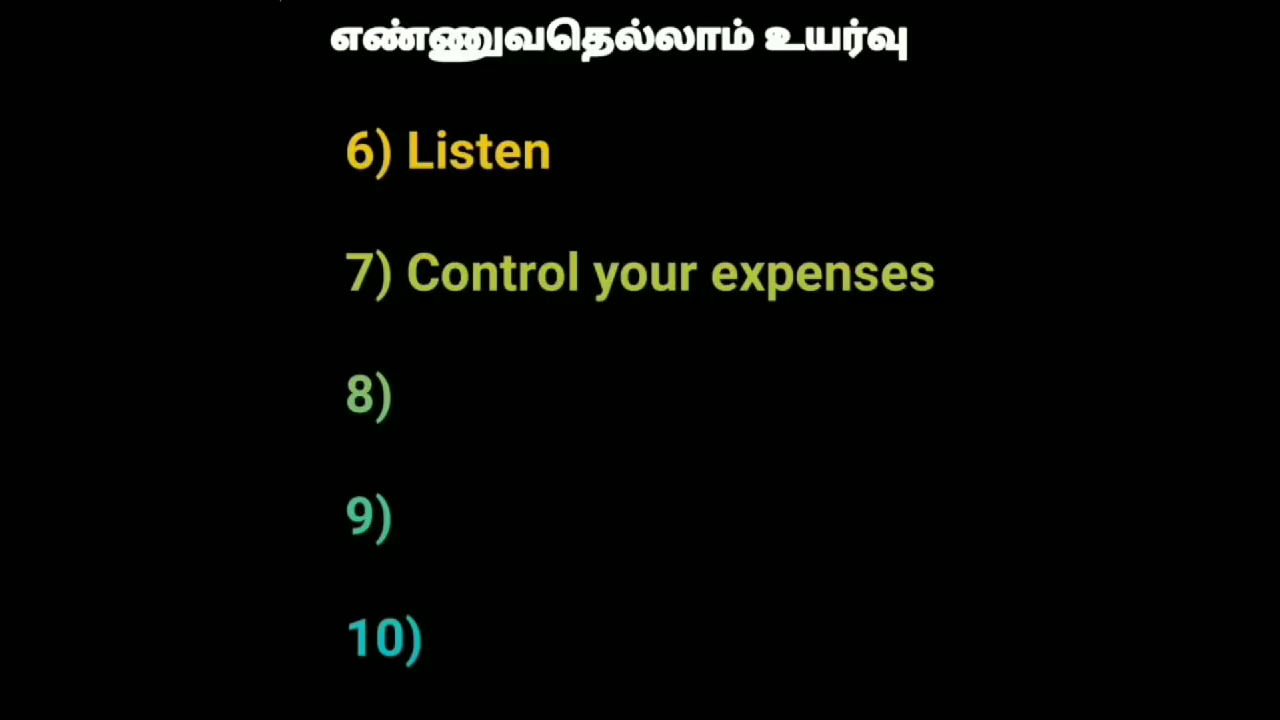 எண்ணுவதெல்லாம் உயர்வு
6) Listen
7) Control your expenses
8)
9)
10)